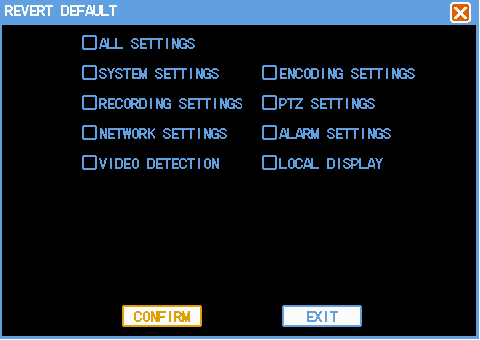 REVERT DEFAULT
ALL SETTINGS
SYSTEM SETTINGS ENCODING SETTINGS
RECORDING SETTINGS PTZ SETTINGS
NETWORK SETTINGS ALARM SETTINGS
VIDEO DETECTION LOCAL DISPLAY
CONFIRM EXIT